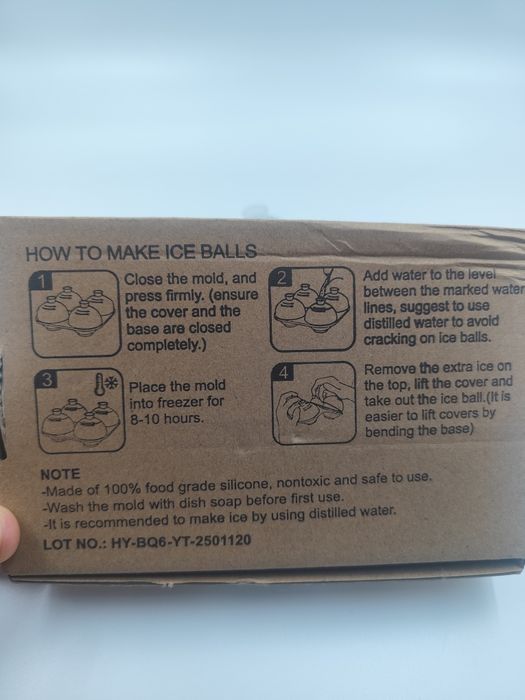 HOW TO MAKE ICE BALLS
1
Close the mold, and
press firmly. (ensure
the cover and the
base are closed
completely.)
2
Add water to the level
between the marked water
lines, suggest to use
distilled water to avoid
cracking on ice balls.
3
Place the mold
into freezer for
8-10 hours.
4
Remove the extra ice on
the top, lift the cover and
take out the ice ball.(It is
easier to lift covers by
bending the base)
NOTE
-Made of 100% food grade silicone, nontoxic and safe to use.
-Wash the mold with dish soap before first use.
-It is recommended to make ice by using distilled water.
LOT NO.: HY-BQ6-YT-2501120